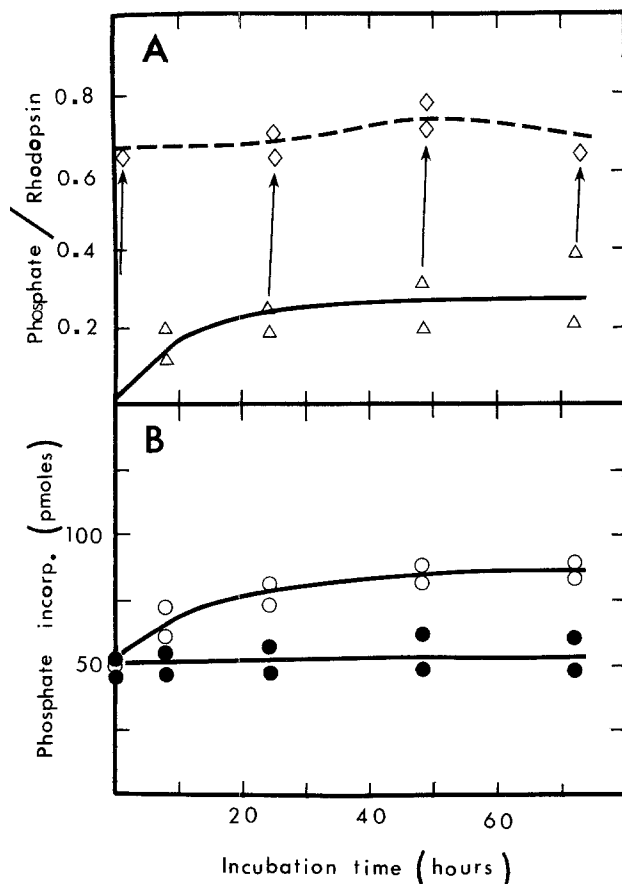 A
0.8
0.6
0.4
0.2
Phosphate / Rhodopsin
B
100
50
Phosphate incorp. (pmoles)
20
40
60
Incubation time (hours)